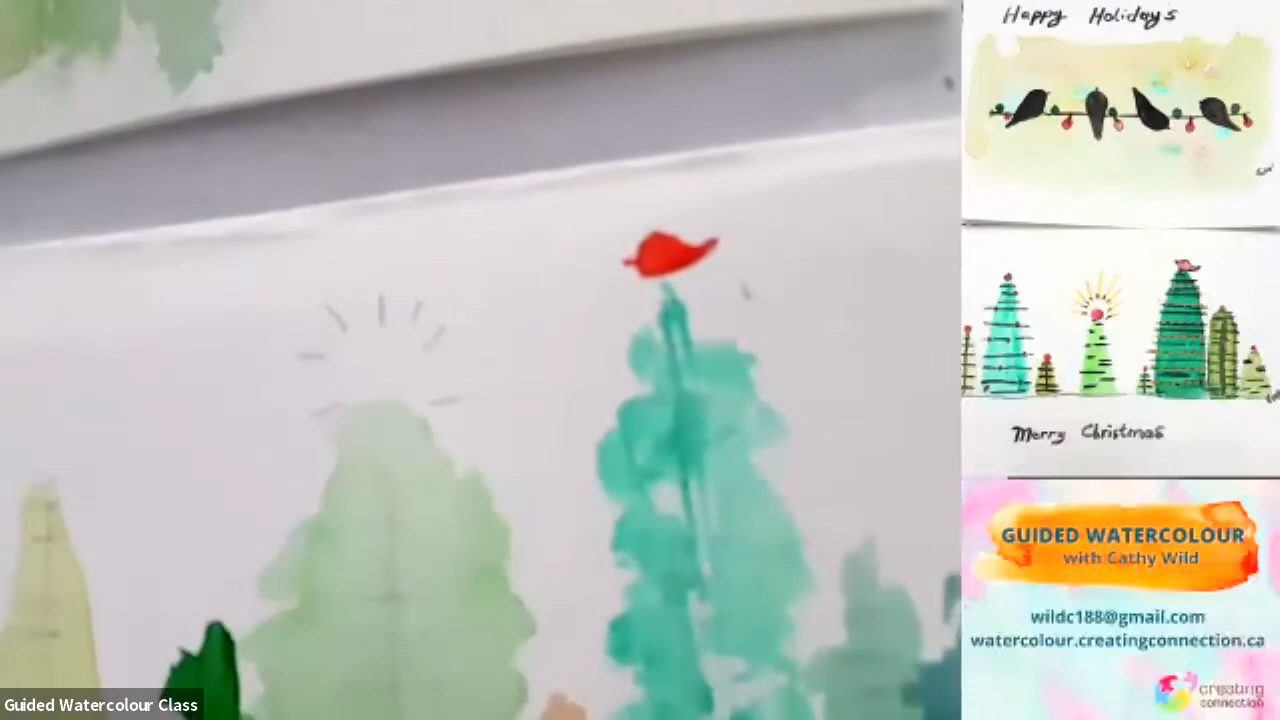 Happy Holiday's
Merry Christmas
GUIDED WATERCOLOUR
with Cathy Wild
wildc188@gmail.com
watercolour.creatingconnection.ca
creating
connection
Guided Watercolour Class